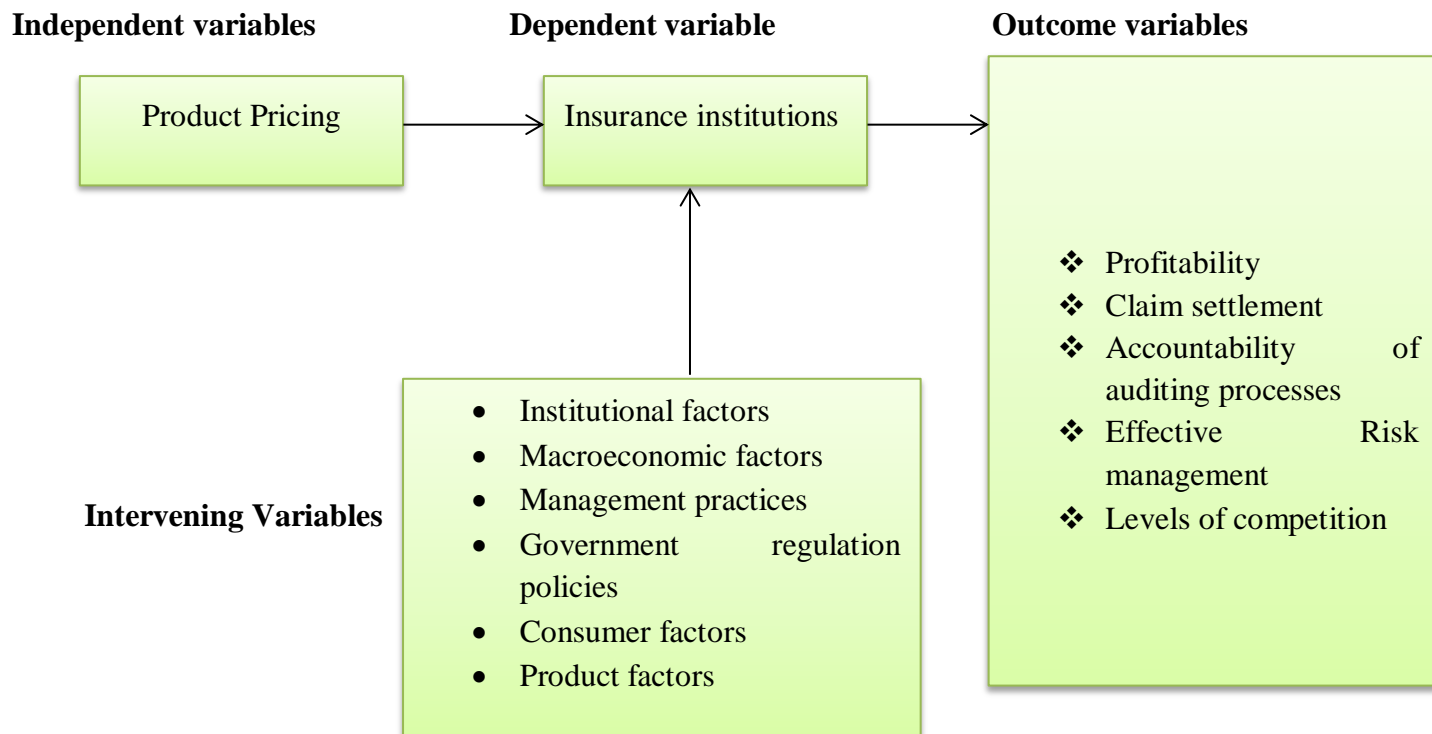 Independent variables
Dependent variable
Outcome variables
Product Pricing
Insurance institutions
❖ Profitability
❖ Claim settlement
❖ Accountability of
auditing processes
❖ Effective Risk
management
❖ Levels of competition
Intervening Variables
• Institutional factors
• Macroeconomic factors
• Management practices
• Government regulation
policies
• Consumer factors
• Product factors